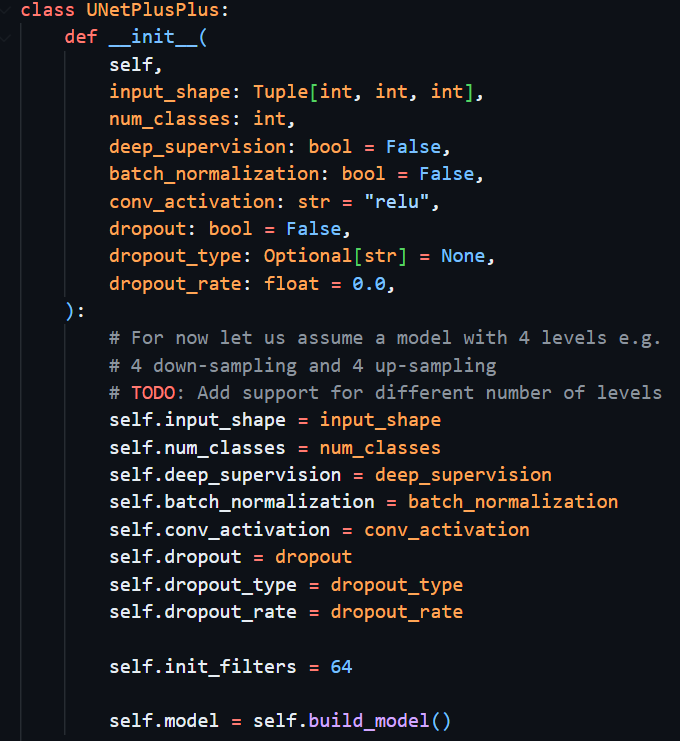 class UNetPlusPlus:
    def __init__(
        self,
        input_shape: Tuple[int, int, int],
        num_classes: int,
        deep_supervision: bool = False,
        batch_normalization: bool = False,
        conv_activation: str = "relu",
        dropout: bool = False,
        dropout_type: Optional[str] = None,
        dropout_rate: float = 0.0,
    ):
        # For now let us assume a model with 4 levels e.g.
        # 4 down-sampling and 4 up-sampling
        # TODO: Add support for different number of levels
        self.input_shape = input_shape
        self.num_classes = num_classes
        self.deep_supervision = deep_supervision
        self.batch_normalization = batch_normalization
        self.conv_activation = conv_activation
        self.dropout = dropout
        self.dropout_type = dropout_type
        self.dropout_rate = dropout_rate

        self.init_filters = 64

        self.model = self.build_model()